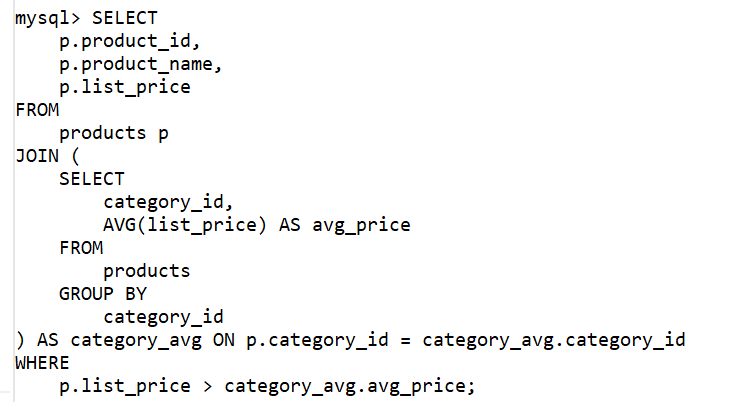 mysql> SELECT
    p.product_id,
    p.product_name,
    p.list_price
FROM
    products p
JOIN (
    SELECT
        category_id,
        AVG(list_price) AS avg_price
    FROM
        products
    GROUP BY
        category_id
) AS category_avg ON p.category_id = category_avg.category_id
WHERE
    p.list_price > category_avg.avg_price;